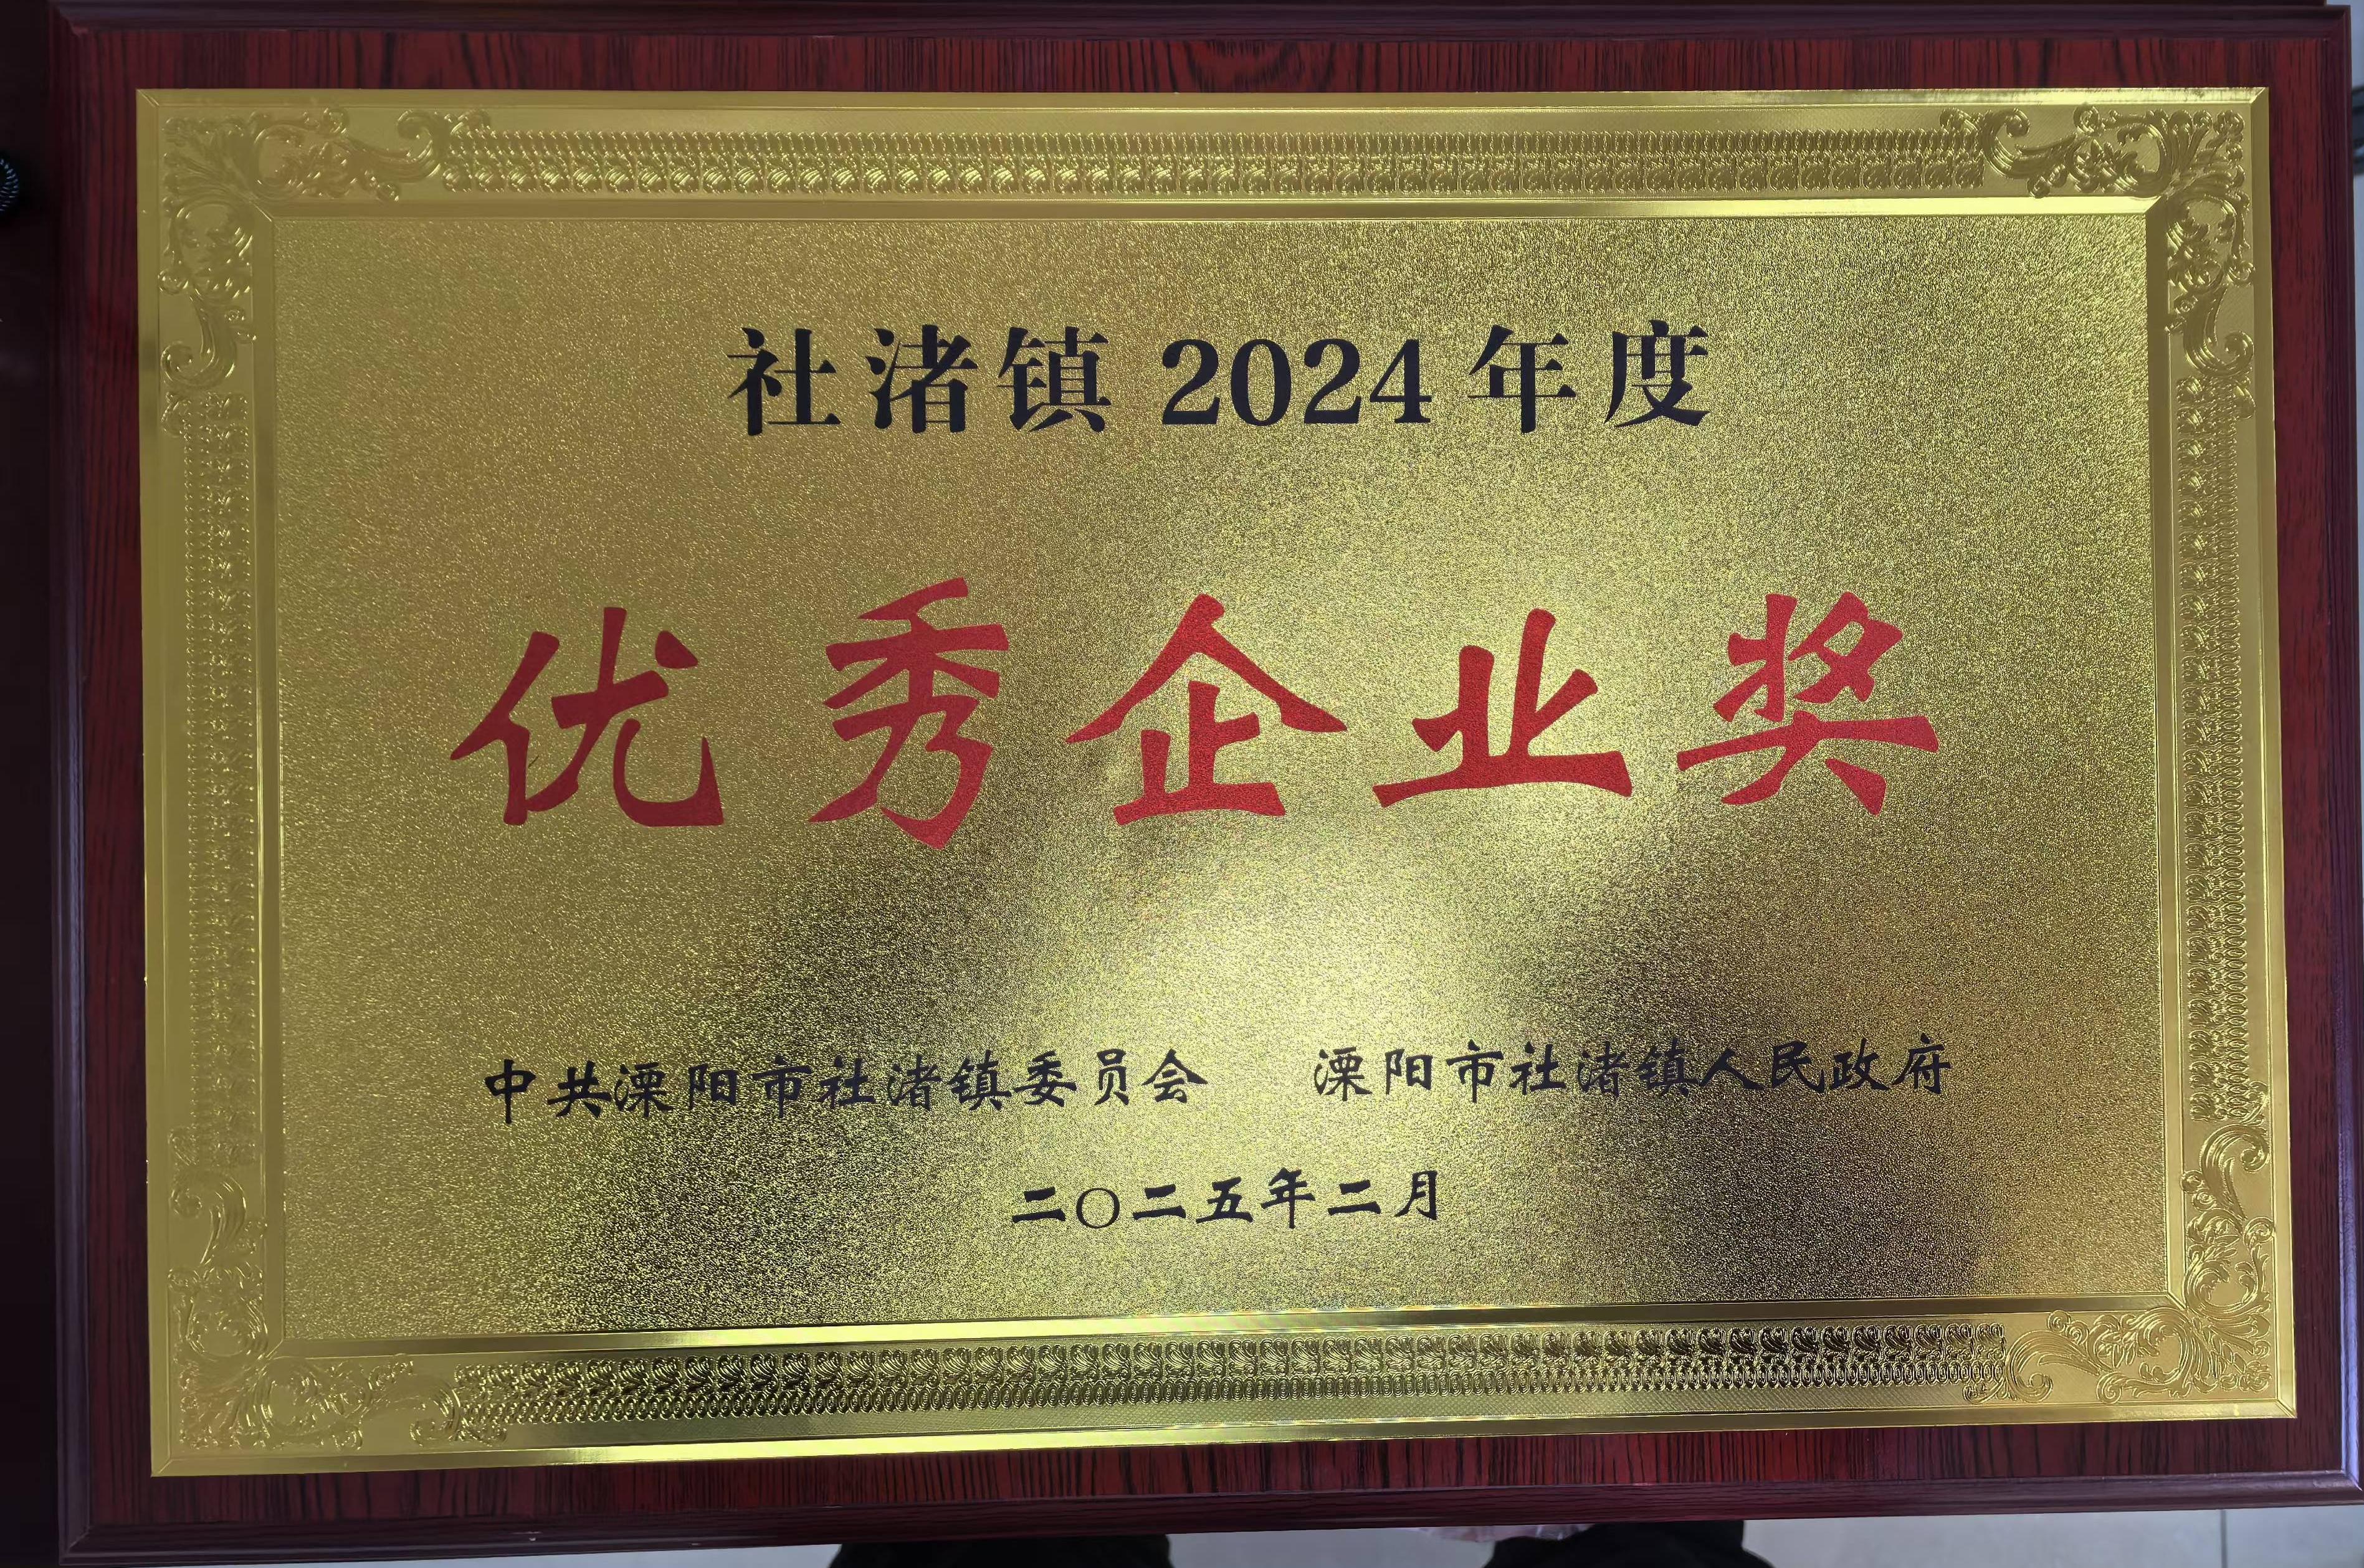 社渚镇 2024 年度
优秀企业奖
中共溧阳市社渚镇委员会 溧阳市社渚镇人民政府
二〇二五年二月